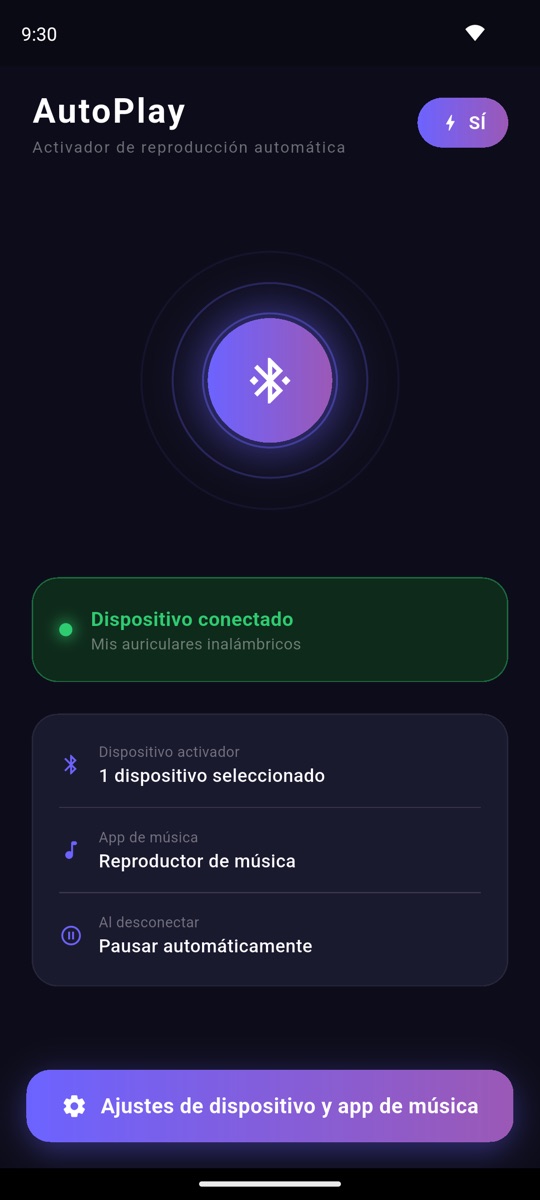 9:30
AutoPlay
Activador de reproducción automática
SÍ
Dispositivo conectado
Mis auriculares inalámbricos
Dispositivo activador
1 dispositivo seleccionado
App de música
Reproductor de música
Al desconectar
Pausar automáticamente
Ajustes de dispositivo y app de música